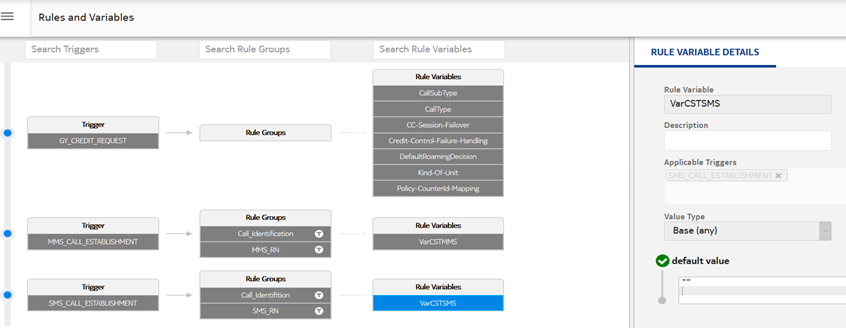 Rules and Variables
Search Triggers
Search Rule Groups
Search Rule Variables
Trigger
GY_CREDIT_REQUEST
Rule Groups
Rule Variables
CallSubType
CallType
CC-Session-Failover
Credit-Control-Failure-Handling
DefaultRoamingDecision
Kind-Of-Unit
Policy-CounterId-Mapping
Trigger
MMS_CALL_ESTABLISHMENT
Rule Groups
Call_Identification
MMS_RN
Rule Variables
VarCSTMMS
Trigger
SMS_CALL_ESTABLISHMENT
Rule Groups
Call_Identifition
SMS_RN
Rule Variables
VarCSTSMS
RULE VARIABLE DETAILS
Rule Variable
VarCSTSMS
Description
Applicable Triggers
SMS_CALL_ESTABLISHMENT ×
Value Type
Base (any)
default value
""